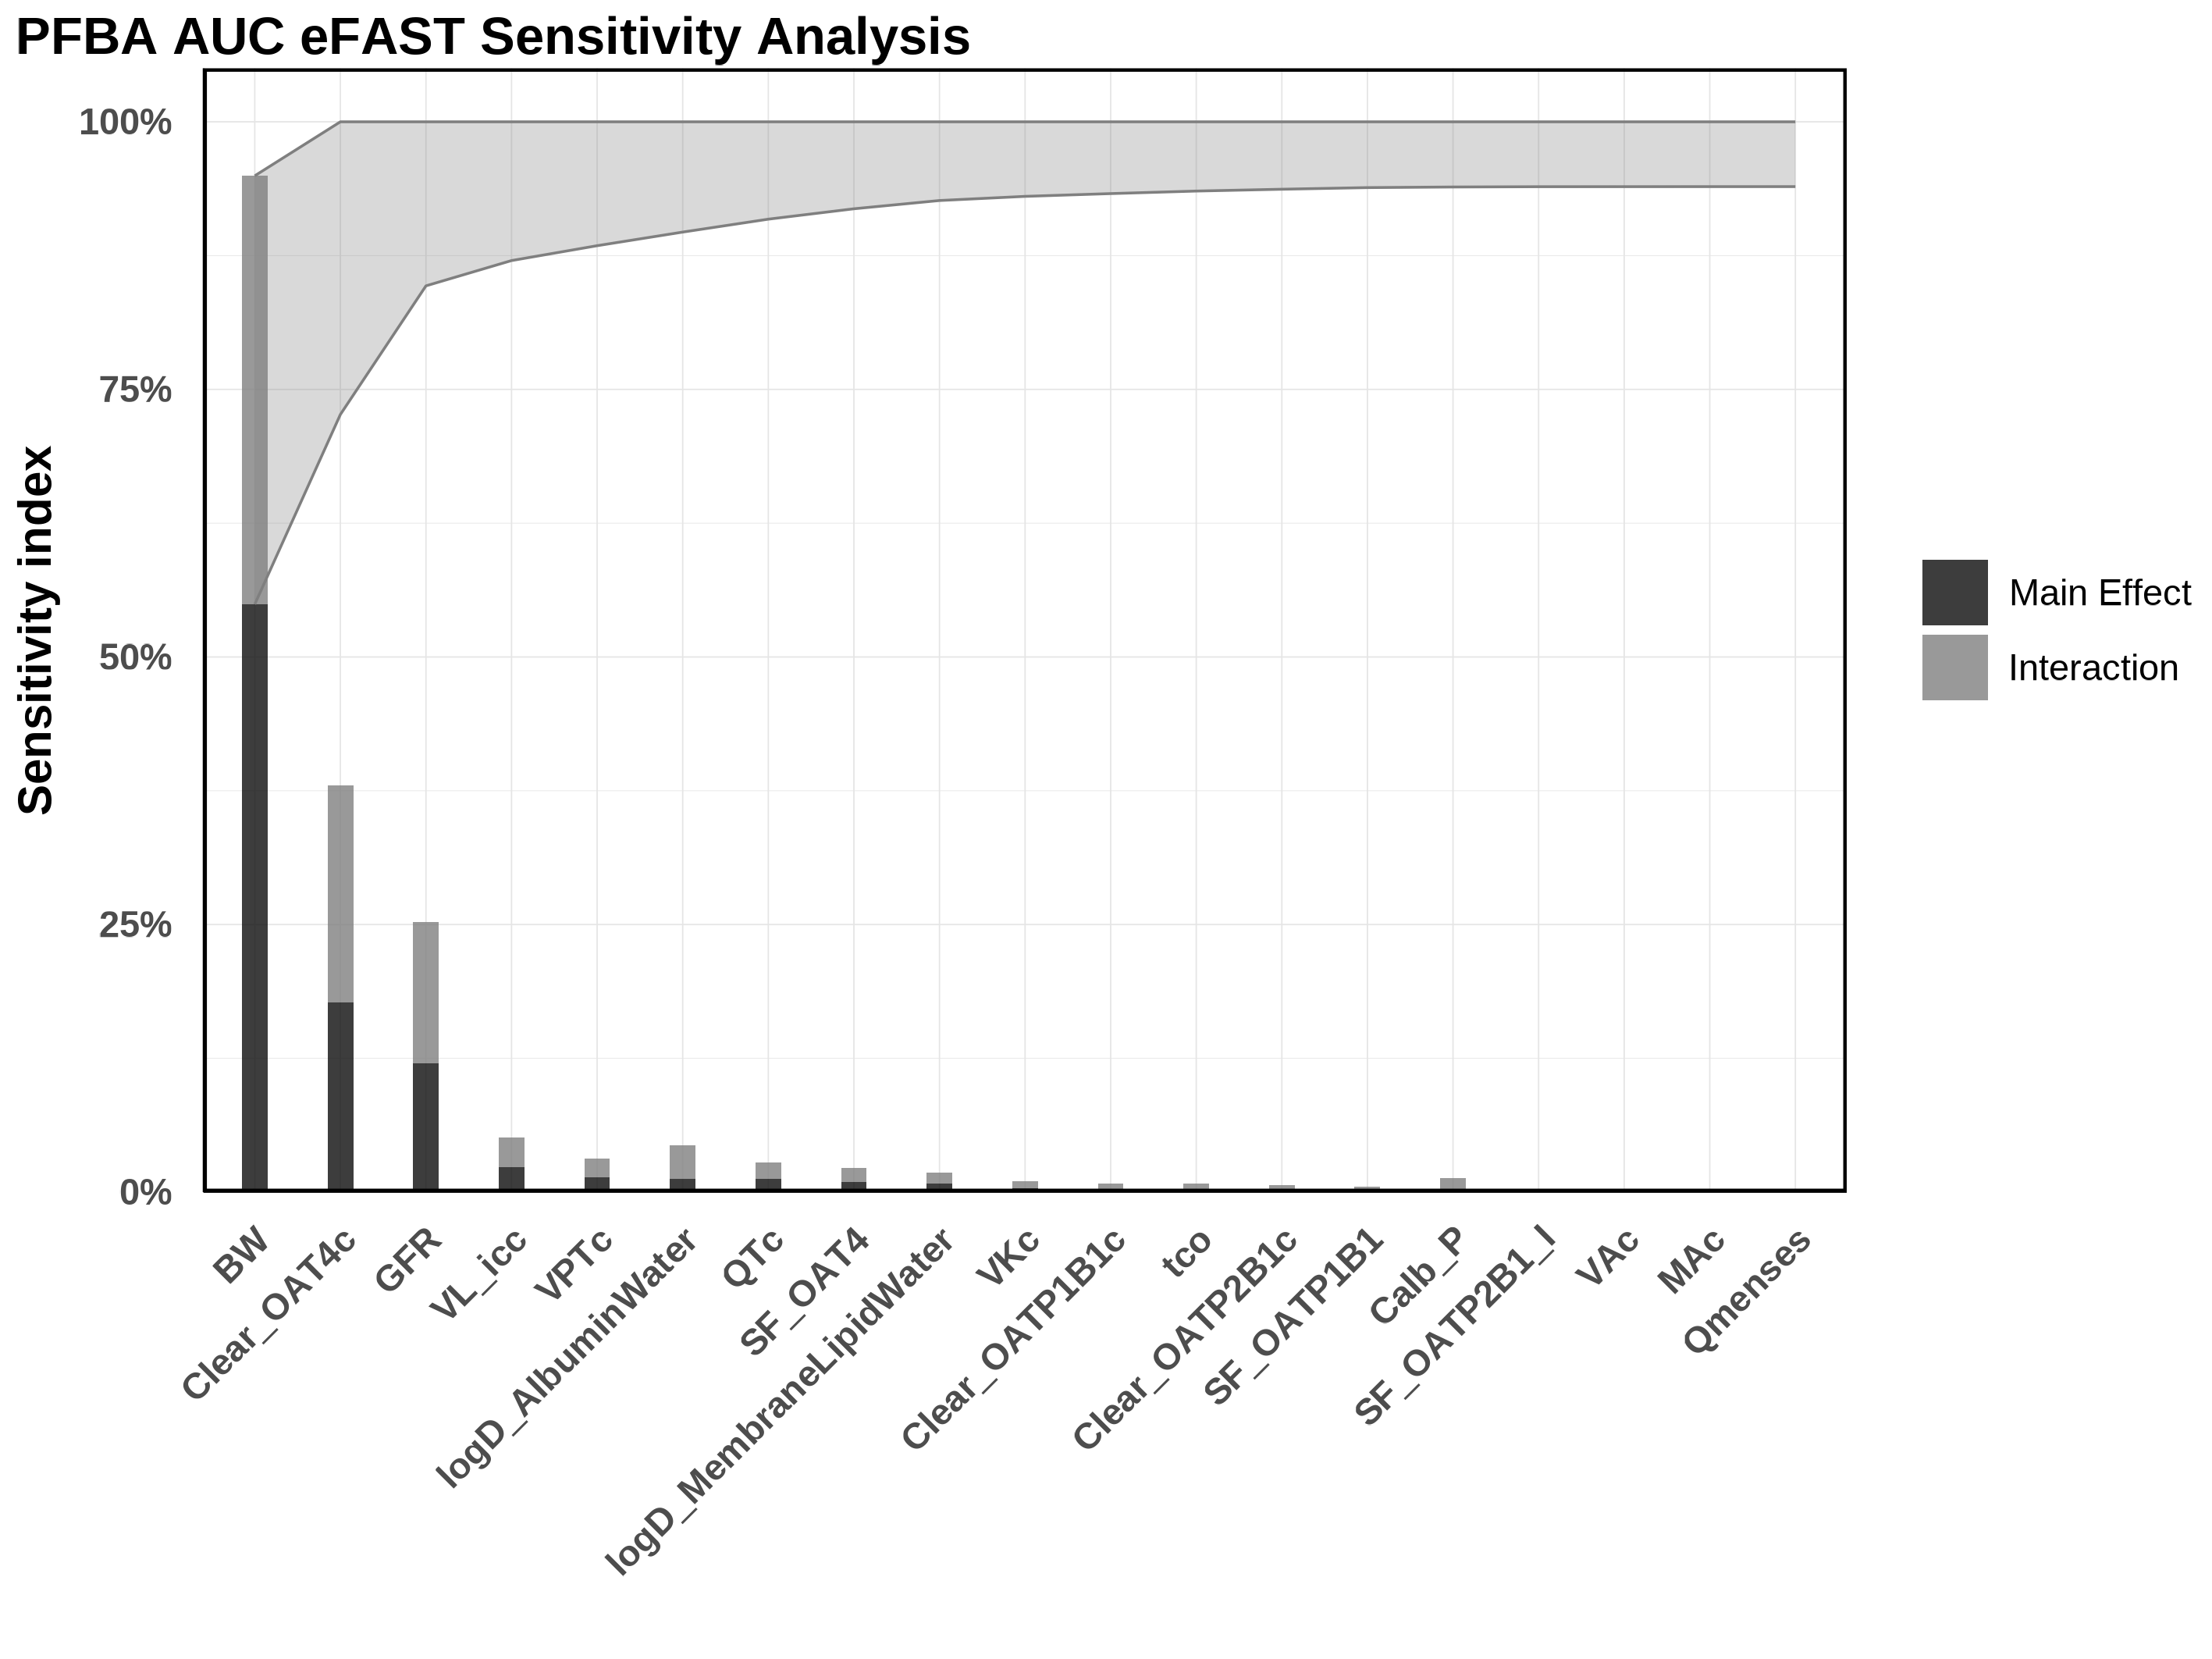 PFBA AUC eFAST Sensitivity Analysis
Sensitivity index
100%
75%
50%
25%
0%
BW
Clear_OAT4c
GFR
VL_icc
VPTc
logD_AlbuminWater
QTc
SF_OAT4
logD_MembraneLipidWater
VKc
Clear_OATP1B1c
tco
Clear_OATP2B1c
SF_OATP1B1
Calb_P
SF_OATP2B1_l
VAc
MAc
Qmenses
Main Effect
Interaction